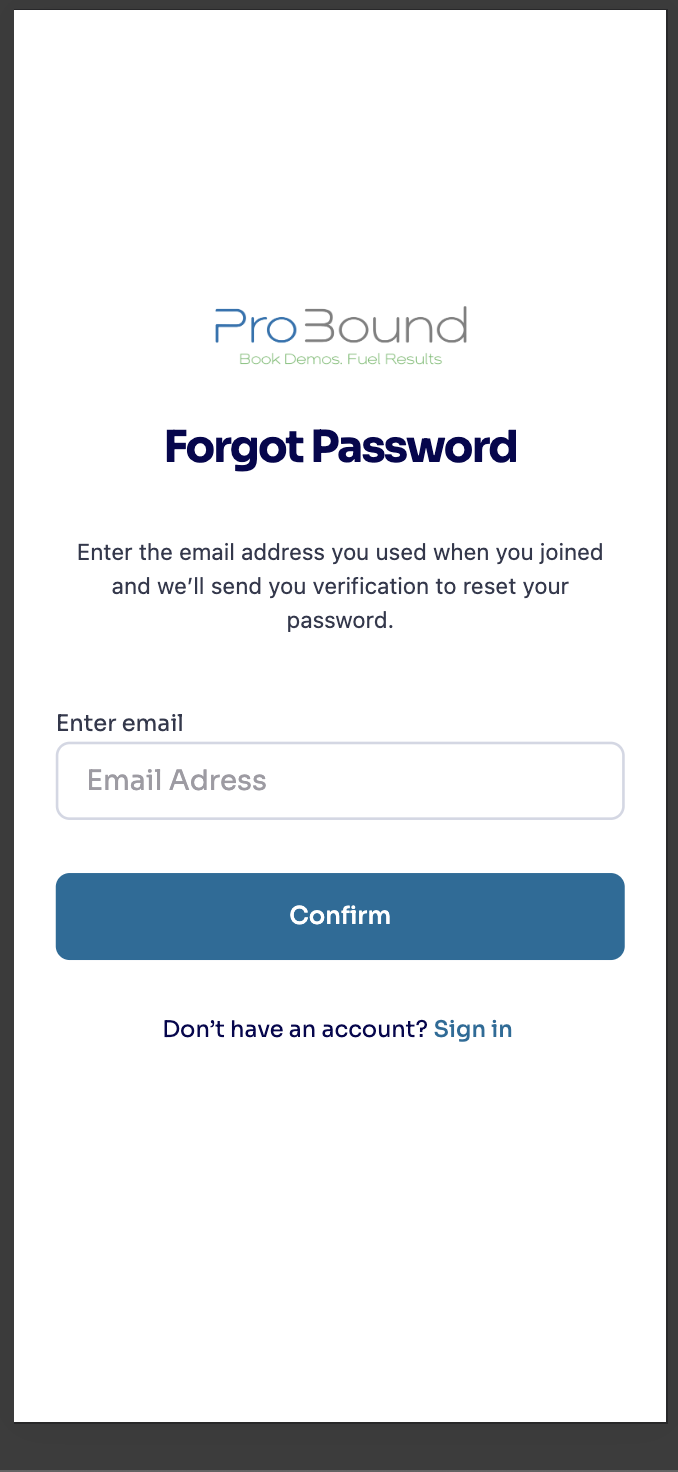 ProBound
Book Demos. Fuel Results
Forgot Password
Enter the email address you used when you joined
and we’ll send you verification to reset your
password.
Enter email
Email Adress
Confirm
Don’t have an account? Sign in